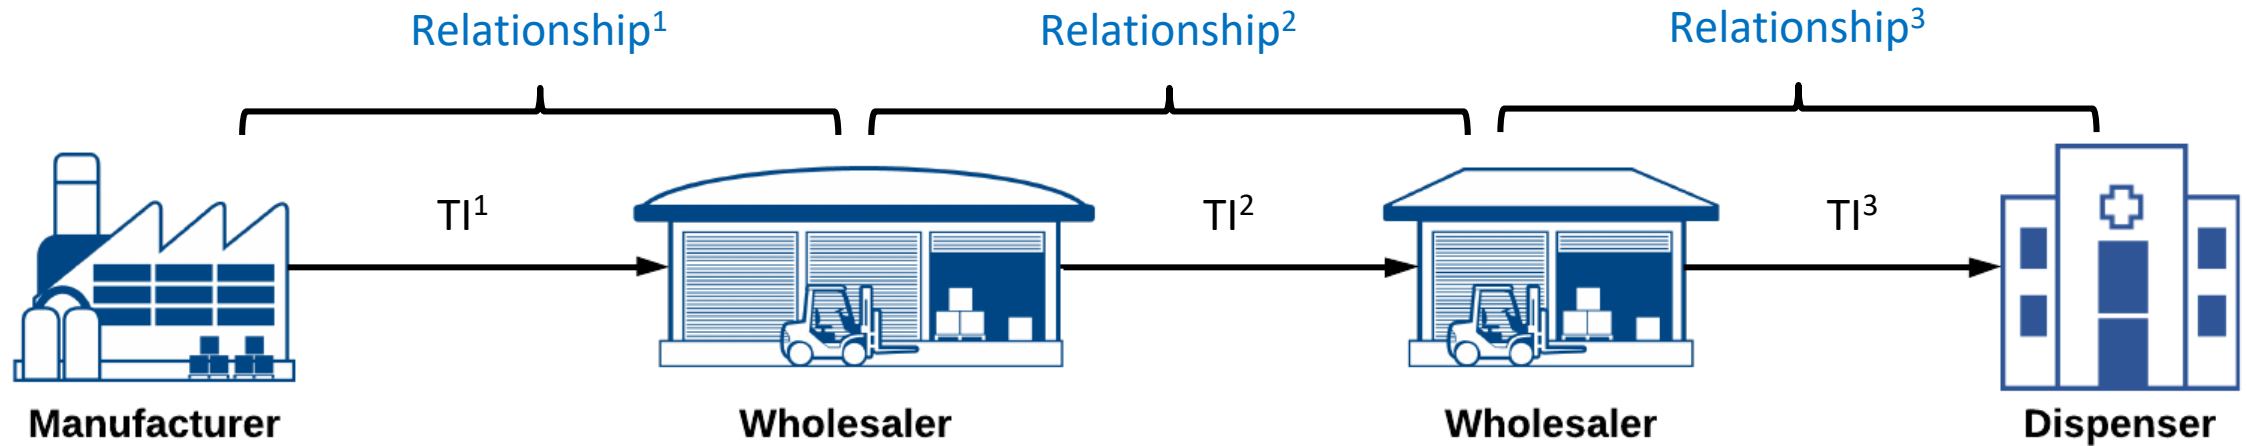 Relationship¹ Relationship² Relationship³
TI¹ TI² TI³
Manufacturer Wholesaler Wholesaler Dispenser